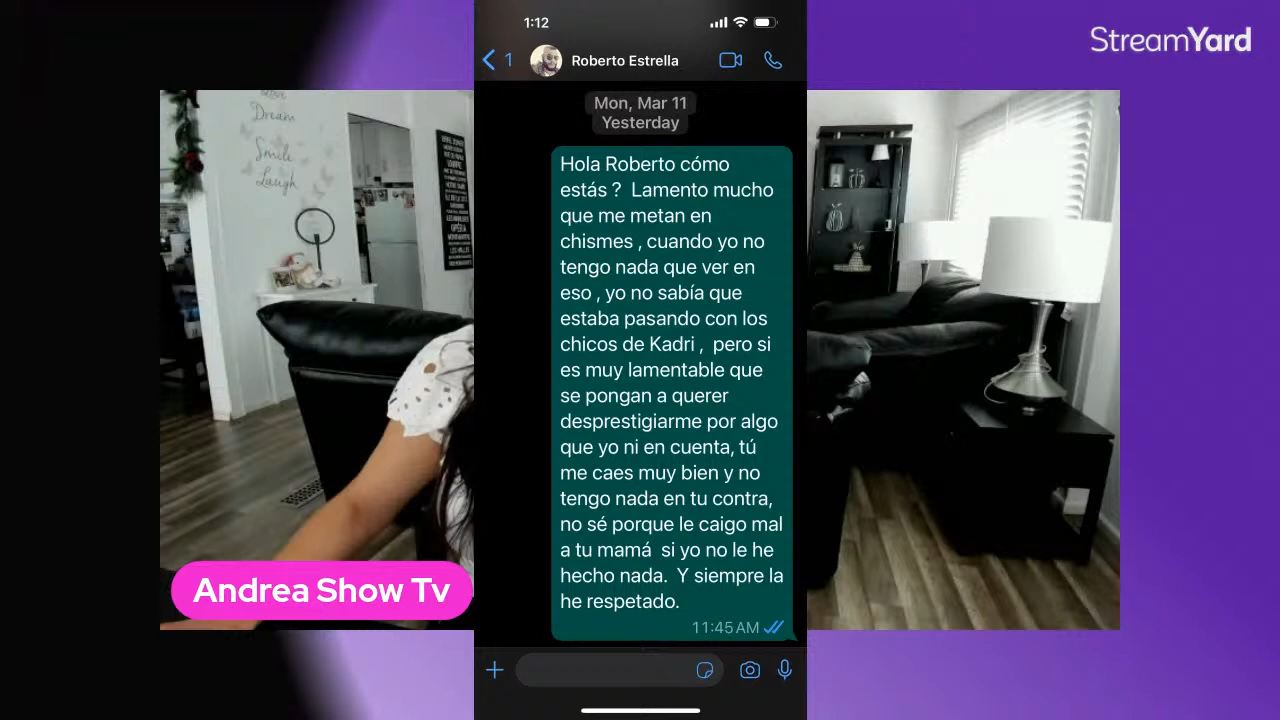 StreamYard
1:12
1
Roberto Estrella
Mon, Mar 11
Yesterday
Hola Roberto cómo
estás ?  Lamento mucho
que me metan en
chismes , cuando yo no
tengo nada que ver en
eso , yo no sabía que
estaba pasando con los
chicos de Kadri ,  pero si
es muy lamentable que
se pongan a querer
desprestigiarme por algo
que yo ni en cuenta, tú
me caes muy bien y no
tengo nada en tu contra,
no sé porque le caigo mal
a tu mamá  si yo no le he
hecho nada.  Y siempre la
he respetado.
11:45 AM
Dream
Smile
Laugh
Andrea Show Tv